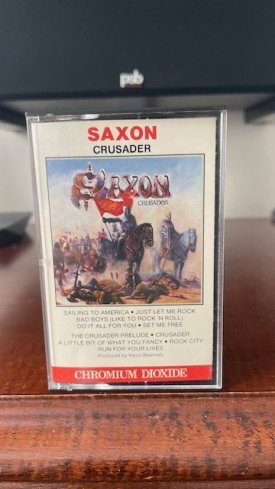 psb
SAXON
CRUSADER
SAXON
CRUSADER
SAILING TO AMERICA • JUST LET ME ROCK
BAD BOYS (LIKE TO ROCK 'N ROLL)
DO IT ALL FOR YOU • SET ME FREE
THE CRUSADER PRELUDE • CRUSADER
A LITTLE BIT OF WHAT YOU FANCY • ROCK CITY
RUN FOR YOUR LIVES
Produced by Kevin Beamish
CHROMIUM DIOXIDE